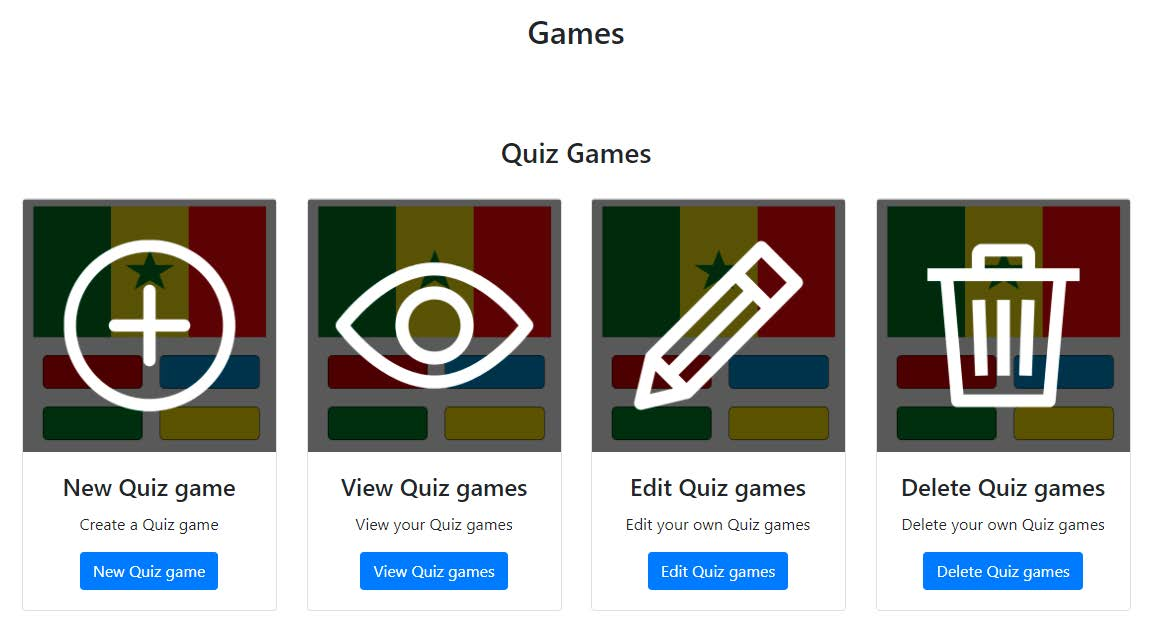 Games
Quiz Games
New Quiz game
Create a Quiz game
New Quiz game
View Quiz games
View your Quiz games
View Quiz games
Edit Quiz games
Edit your own Quiz games
Edit Quiz games
Delete Quiz games
Delete your own Quiz games
Delete Quiz games